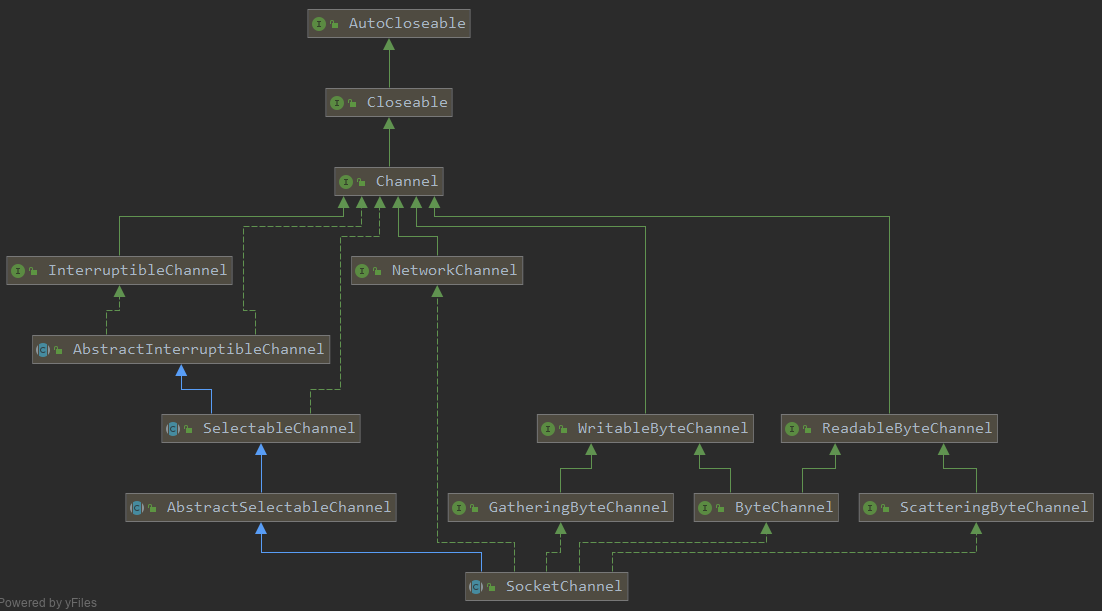 AutoCloseable
Closeable
Channel
InterruptibleChannel
NetworkChannel
AbstractInterruptibleChannel
SelectableChannel
WritableByteChannel
ReadableByteChannel
AbstractSelectableChannel
GatheringByteChannel
ByteChannel
ScatteringByteChannel
SocketChannel
Powered by yFiles